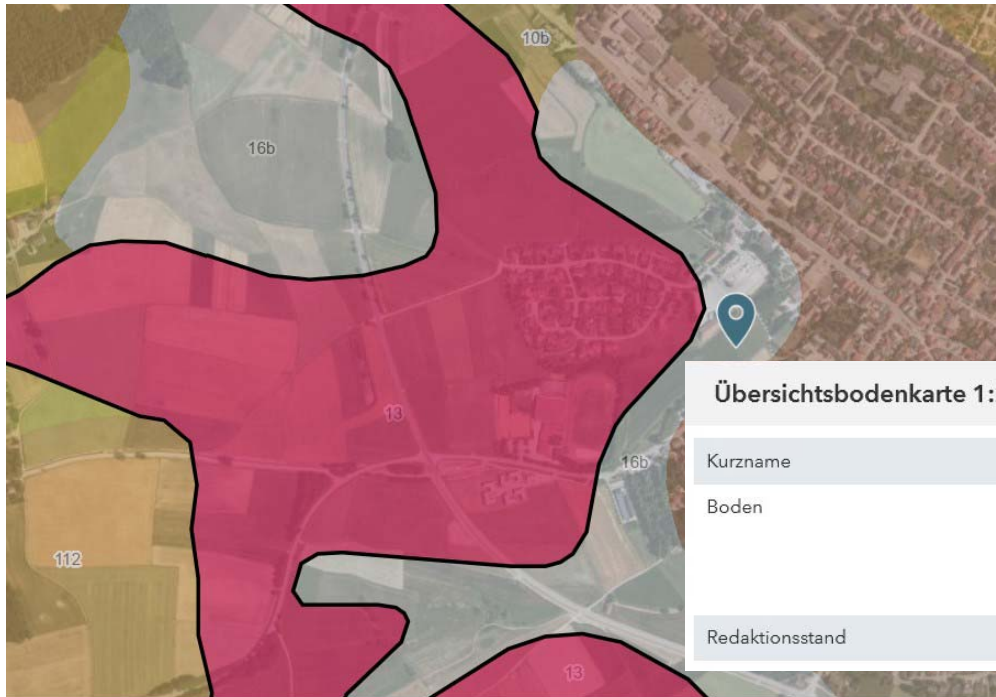 10b
16b
13
16b
112
13
Übersichtsbodenkarte 1:
Kurzname
Boden
Redaktionsstand